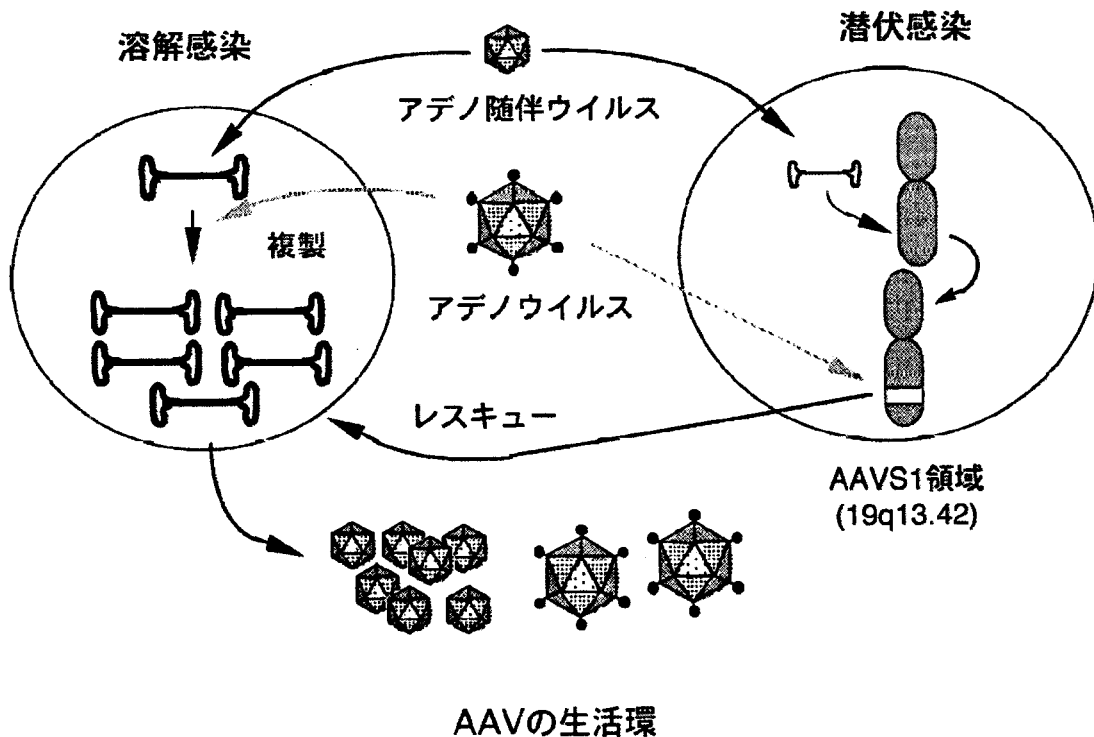 溶解感染
潜伏感染
アデノ随伴ウイルス
複製
アデノウイルス
レスキュー
AAVS1領域
(19q13.42)
AAVの生活環